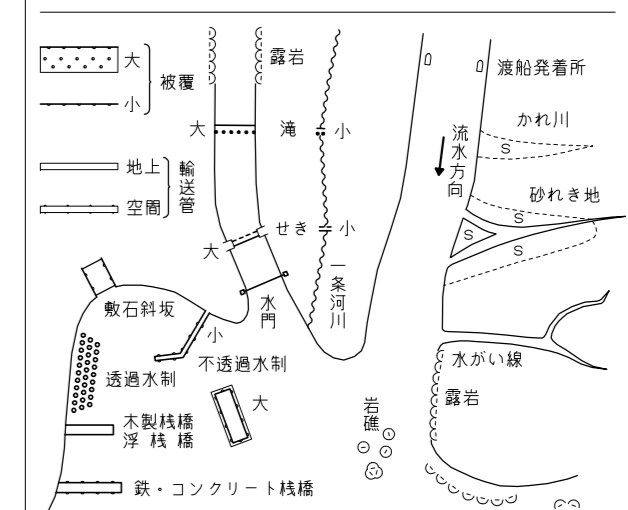 露岩
大
被覆
小
渡船発着所
大
滝
小
かれ川
S
流水方向
地上
輸送管
空間
砂れき地
S
大
せき
小
S
S
一条河川
水門
敷石斜坂
小
不透過水制
透過水制
大
水がい線
露岩
岩礁
木製桟橋
浮桟橋
鉄・コンクリート桟橋